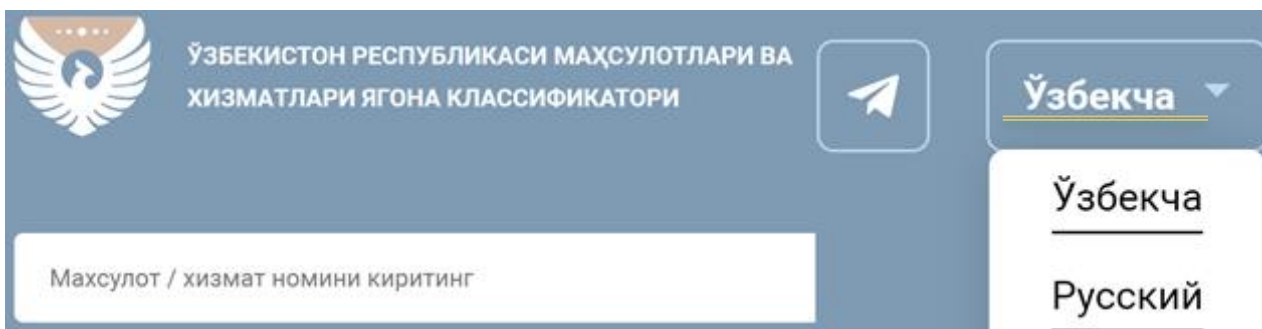 ЎЗБЕКИСТОН РЕСПУБЛИКАСИ МАҲСУЛОТЛАРИ ВА
ХИЗМАТЛАРИ ЯГОНА КЛАССИФИКАТОРИ
Ўзбекча
Ўзбекча
Русский
Махсулот / хизмат номини киритинг